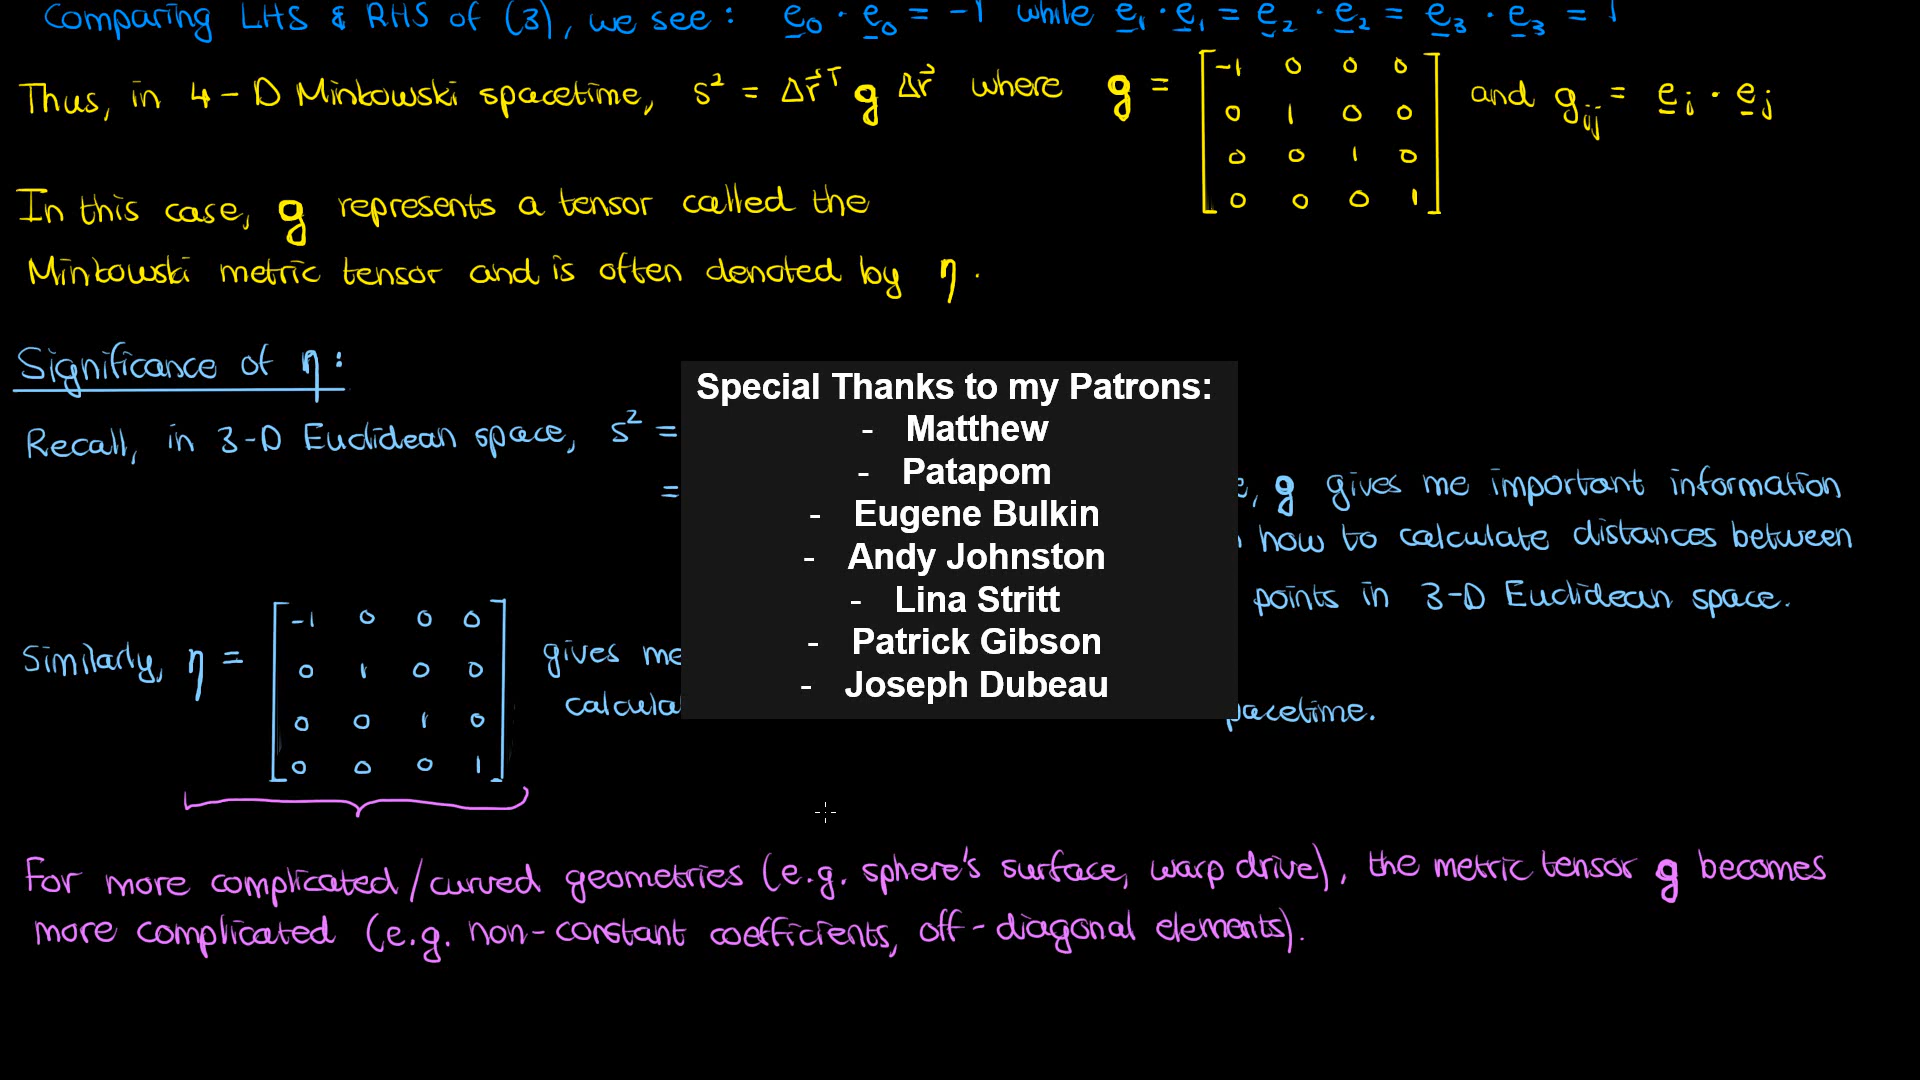 Comparing LHS & RHS of (3), we see: e₀ · e₀ = -1 while e₁ · e₁ = e₂ · e₂ = e₃ · e₃ = 1
Thus, in 4-D Minkowski spacetime, s² = Δr⃗ᵀ g Δr⃗ where g = [-1 0 0 0
0 1 0 0
0 0 1 0
0 0 0 1] and gᵢⱼ = eᵢ · eⱼ
In this case, g represents a tensor called the
Minkowski metric tensor and is often denoted by η.
Significance of η:
Recall, in 3-D Euclidean space, s² =
=
, g gives me important information
how to calculate distances between
points in 3-D Euclidean space.
Special Thanks to my Patrons:
- Matthew
- Patapom
- Eugene Bulkin
- Andy Johnston
- Lina Stritt
- Patrick Gibson
- Joseph Dubeau
Similarly, η = [-1 0 0 0
0 1 0 0
0 0 1 0
0 0 0 1] gives me
calcula
pacetime.
For more complicated/curved geometries (e.g. sphere's surface, warp drive), the metric tensor g becomes
more complicated (e.g. non-constant coefficients, off-diagonal elements).